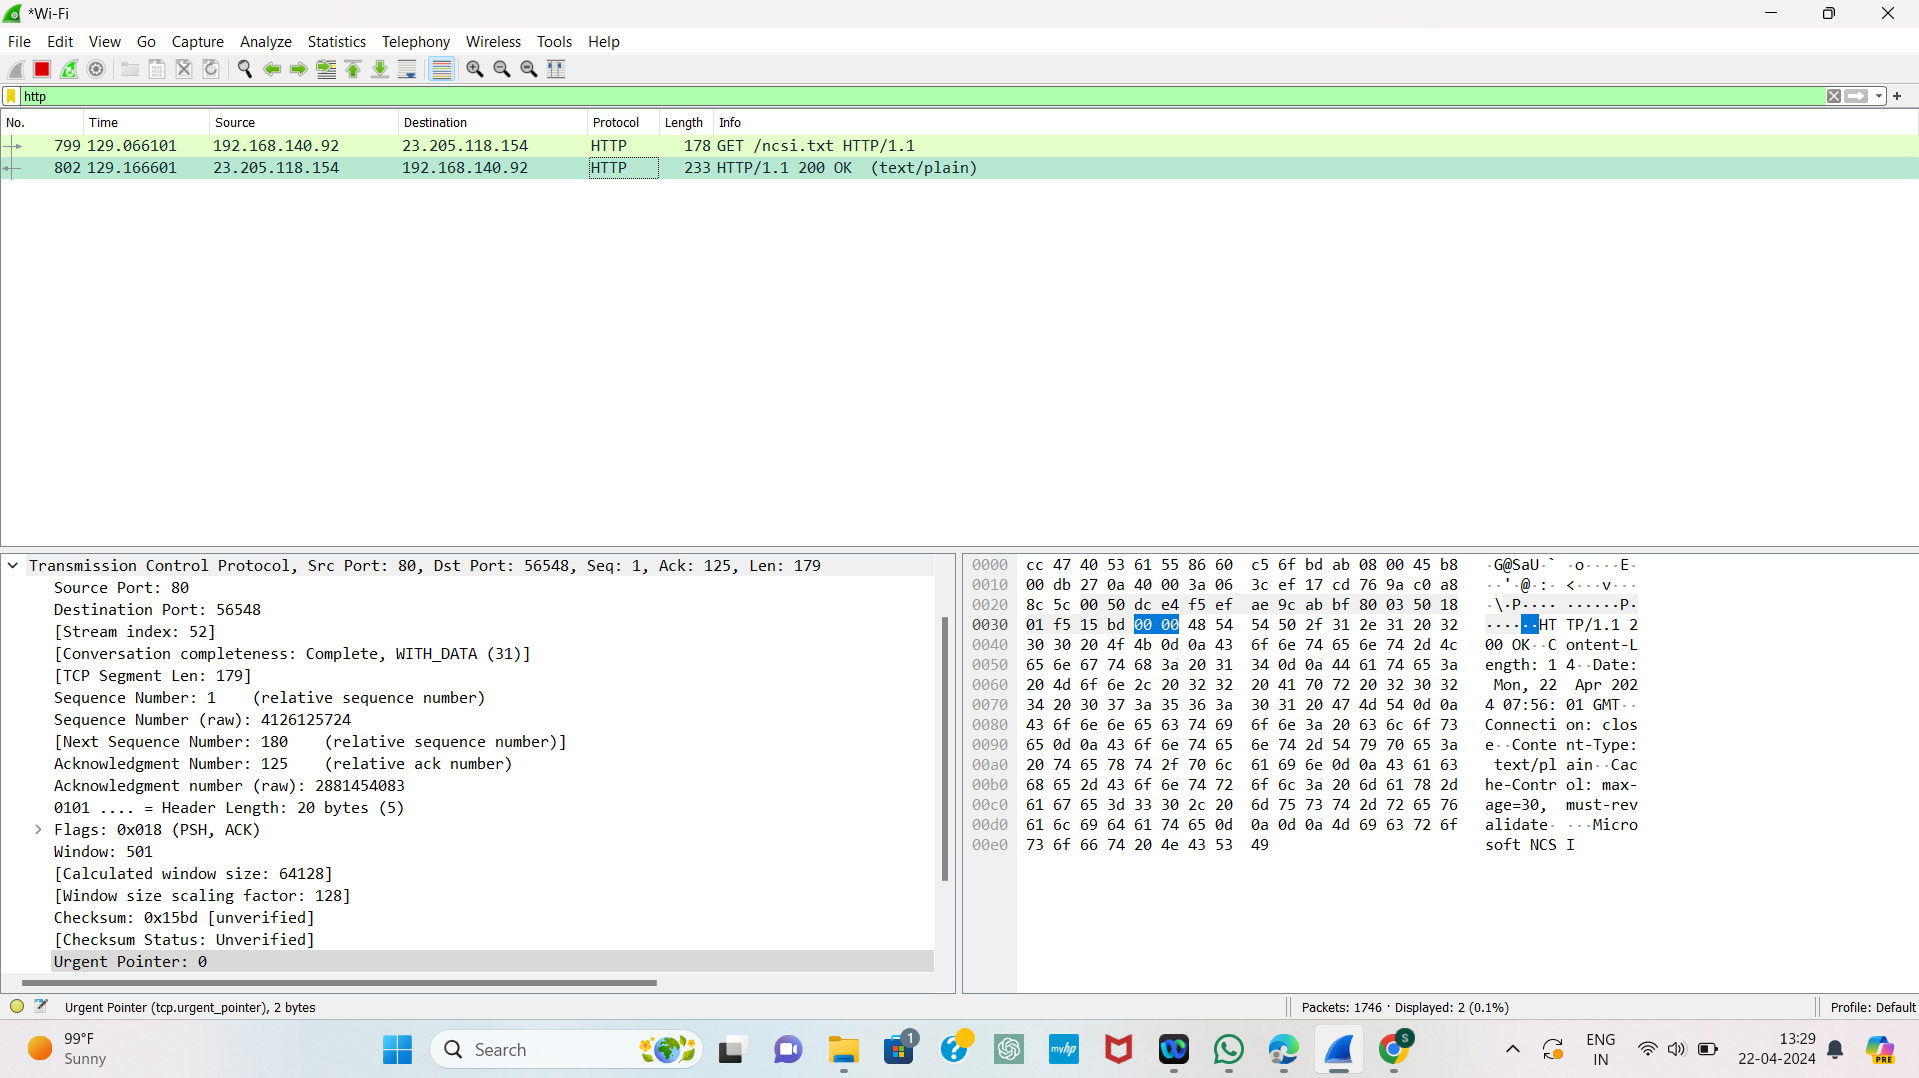 *Wi-Fi
File Edit View Go Capture Analyze Statistics Telephony Wireless Tools Help
http
No. Time Source Destination Protocol Length Info
799 129.066101 192.168.140.92 23.205.118.154 HTTP 178 GET /ncsi.txt HTTP/1.1
802 129.166601 23.205.118.154 192.168.140.92 HTTP 233 HTTP/1.1 200 OK (text/plain)
Transmission Control Protocol, Src Port: 80, Dst Port: 56548, Seq: 1, Ack: 125, Len: 179
Source Port: 80
Destination Port: 56548
[Stream index: 52]
[Conversation completeness: Complete, WITH_DATA (31)]
[TCP Segment Len: 179]
Sequence Number: 1 (relative sequence number)
Sequence Number (raw): 4126125724
[Next Sequence Number: 180 (relative sequence number)]
Acknowledgment Number: 125 (relative ack number)
Acknowledgment number (raw): 2881454083
0101 .... = Header Length: 20 bytes (5)
Flags: 0x018 (PSH, ACK)
Window: 501
[Calculated window size: 64128]
[Window size scaling factor: 128]
Checksum: 0x15bd [unverified]
[Checksum Status: Unverified]
Urgent Pointer: 0
0000 cc 47 40 53 61 55 86 60 c5 6f bd ab 08 00 45 b8 ·G@SaU·` ·o····E·
0010 00 db 27 0a 40 00 3a 06 3c ef 17 cd 76 9a c0 a8 ··'·@·:· <···v···
0020 8c 5c 00 50 dc e4 f5 ef ae 9c ab bf 80 03 50 18 ·\·P···· ······P·
0030 01 f5 15 bd 00 00 48 54 54 50 2f 31 2e 31 20 32 ······HT TP/1.1 2
0040 30 30 20 4f 4b 0d 0a 43 6f 6e 74 65 6e 74 2d 4c 00 OK··C ontent-L
0050 65 6e 67 74 68 3a 20 31 34 0d 0a 44 61 74 65 3a ength: 1 4··Date:
0060 20 4d 6f 6e 2c 20 32 32 20 41 70 72 20 32 30 32 Mon, 22 Apr 202
0070 34 20 30 37 3a 35 36 3a 30 31 20 47 4d 54 0d 0a 4 07:56: 01 GMT··
0080 43 6f 6e 6e 65 63 74 69 6f 6e 3a 20 63 6c 6f 73 Connecti on: clos
0090 65 0d 0a 43 6f 6e 74 65 6e 74 2d 54 79 70 65 3a e··Conte nt-Type:
00a0 20 74 65 78 74 2f 70 6c 61 69 6e 0d 0a 43 61 63 text/pl ain··Cac
00b0 68 65 2d 43 6f 6e 74 72 6f 6c 3a 20 6d 61 78 2d he-Contr ol: max-
00c0 61 67 65 3d 33 30 2c 20 6d 75 73 74 2d 72 65 76 age=30, must-rev
00d0 61 6c 69 64 61 74 65 0d 0a 0d 0a 4d 69 63 72 6f alidate· ···Micro
00e0 73 6f 66 74 20 4e 43 53 49 soft NCS I
Urgent Pointer (tcp.urgent_pointer), 2 bytes
Packets: 1746 · Displayed: 2 (0.1%)
Profile: Default
99°F
Sunny
Search
1
myhp
S
ENG
IN
13:29
22-04-2024
PRE